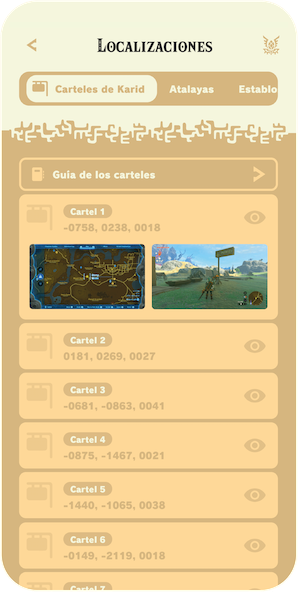 Localizaciones
Carteles de Karid
Atalayas
Establo
Guia de los carteles
Cartel 1
-0758, 0238, 0018
Cartel 2
0181, 0269, 0027
Cartel 3
-0681, -0863, 0041
Cartel 4
-0875, -1467, 0021
Cartel 5
-1440, -1065, 0038
Cartel 6
-0149, -2119, 0018
Cartel 7